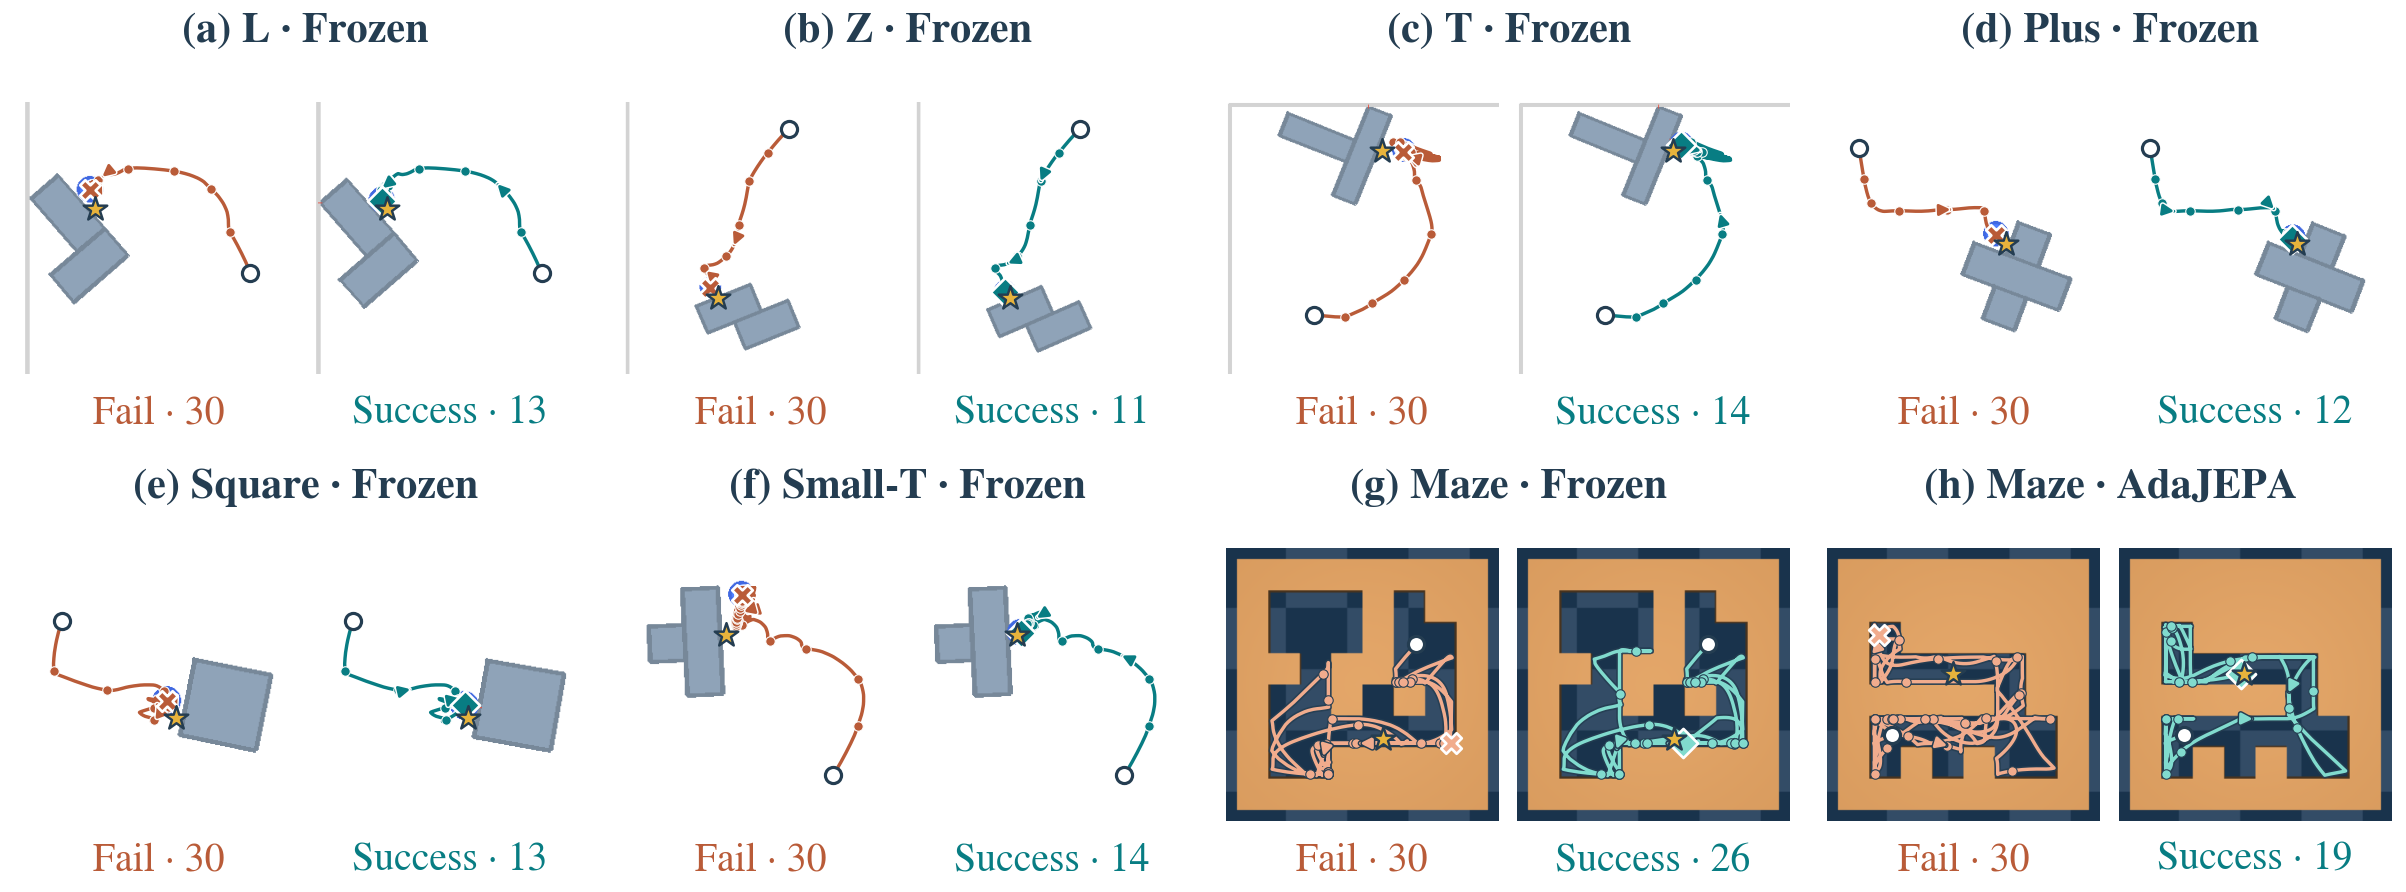 (a) L · Frozen
(b) Z · Frozen
(c) T · Frozen
(d) Plus · Frozen
Fail · 30
Success · 13
Fail · 30
Success · 11
Fail · 30
Success · 14
Fail · 30
Success · 12
(e) Square · Frozen
(f) Small-T · Frozen
(g) Maze · Frozen
(h) Maze · AdaJEPA
Fail · 30
Success · 13
Fail · 30
Success · 14
Fail · 30
Success · 26
Fail · 30
Success · 19